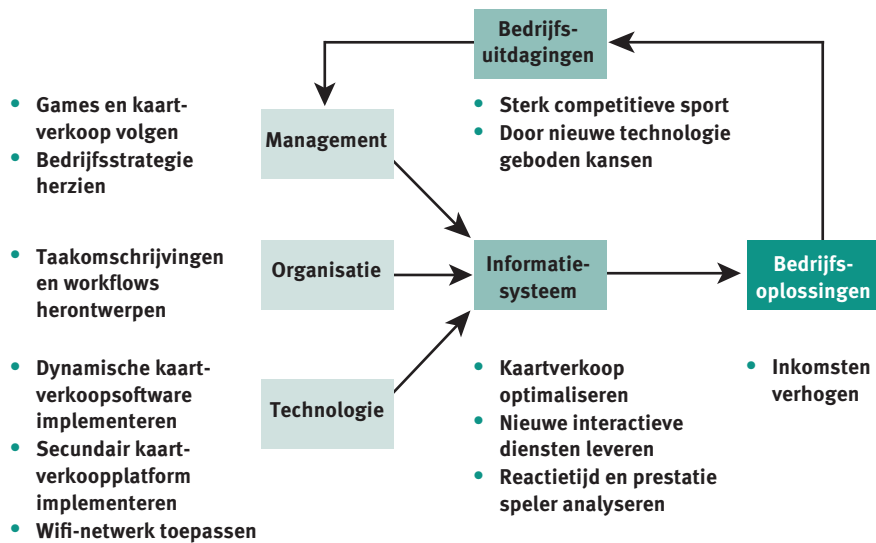 Bedrijfs-
uitdagingen
• Sterk competitieve sport
• Door nieuwe technologie
geboden kansen
• Games en kaart-
verkoop volgen
• Bedrijfsstrategie
herzien
Management
• Taakomschrijvingen
en workflows
herontwerpen
Organisatie
Informatie-
systeem
Bedrijfs-
oplossingen
• Dynamische kaart-
verkoopsoftware
implementeren
• Secundair kaart-
verkoopplatform
implementeren
• Wifi-netwerk toepassen
Technologie
• Kaartverkoop
optimaliseren
• Nieuwe interactieve
diensten leveren
• Reactietijd en prestatie
speler analyseren
• Inkomsten
verhogen